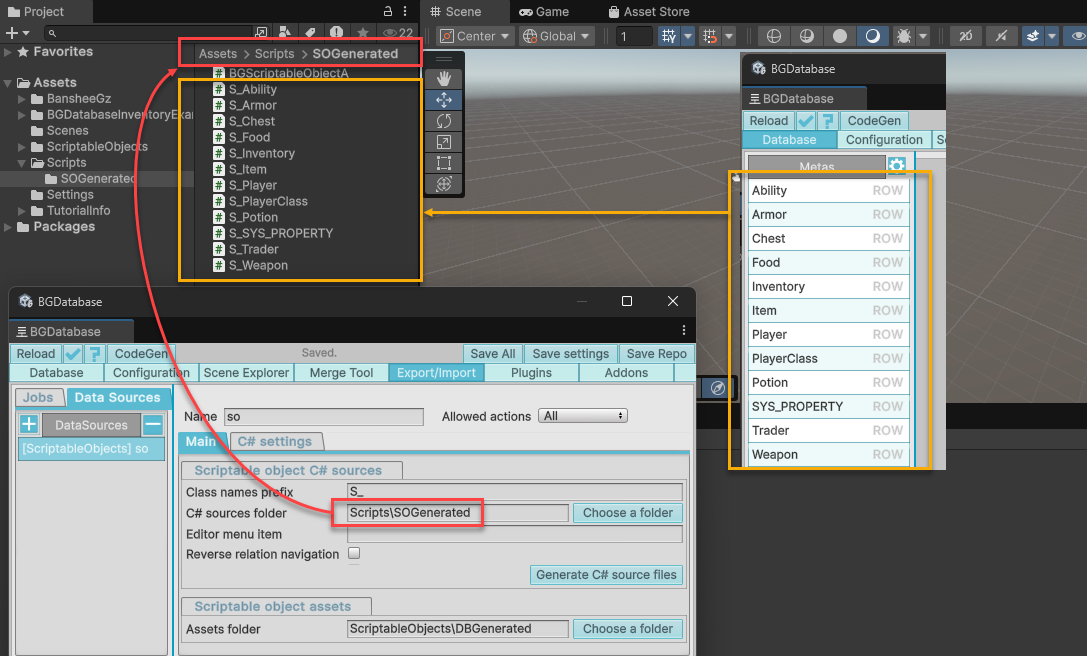 Project
22
Favorites
Assets
BansheeGz
BGDatabaseInventoryExa
Scenes
ScriptableObjects
Scripts
SOGenerated
Settings
TutorialInfo
Packages
Assets > Scripts > SOGenerated
BGScriptableObjectA
S_Ability
S_Armor
S_Chest
S_Food
S_Inventory
S_Item
S_Player
S_PlayerClass
S_Potion
S_SYS_PROPERTY
S_Trader
S_Weapon
Scene
Game
Asset Store
Center
Global
1
2D
BGDatabase
BGDatabase
Reload
?
CodeGen
Database
Configuration
Metas
Ability ROW
Armor ROW
Chest ROW
Food ROW
Inventory ROW
Item ROW
Player ROW
PlayerClass ROW
Potion ROW
SYS_PROPERTY ROW
Trader ROW
Weapon ROW
BGDatabase
BGDatabase
Reload
?
CodeGen
Saved.
Save All
Save settings
Save Repo
Database
Configuration
Scene Explorer
Merge Tool
Export/Import
Plugins
Addons
Jobs
Data Sources
DataSources
[ScriptableObjects] so
Name so
Allowed actions All
Main
C# settings
Scriptable object C# sources
Class names prefix S_
C# sources folder Scripts\SOGenerated Choose a folder
Editor menu item
Reverse relation navigation
Generate C# source files
Scriptable object assets
Assets folder ScriptableObjects\DBGenerated Choose a folder